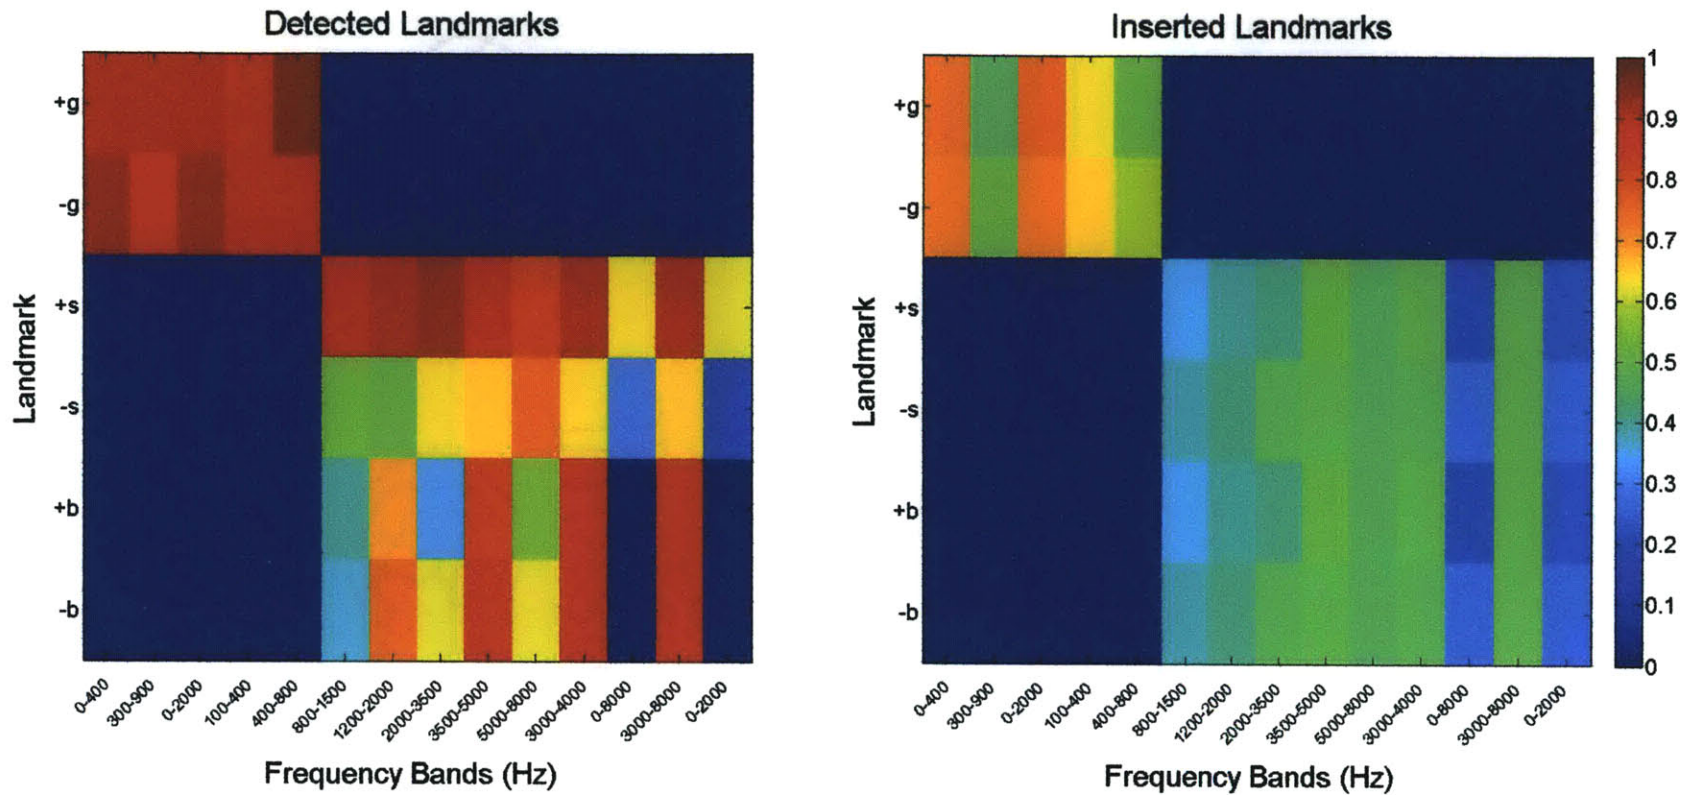 Detected Landmarks
+g
-g
+s
-s
+b
-b
Landmark
0-400
300-900
0-2000
100-400
400-800
800-1500
1200-2000
2000-3500
3500-5000
5000-8000
3000-4000
0-8000
3000-8000
0-2000
Frequency Bands (Hz)
Inserted Landmarks
+g
-g
+s
-s
+b
-b
Landmark
0-400
300-900
0-2000
100-400
400-800
800-1500
1200-2000
2000-3500
3500-5000
5000-8000
3000-4000
0-8000
3000-8000
0-2000
Frequency Bands (Hz)
1
0.9
0.8
0.7
0.6
0.5
0.4
0.3
0.2
0.1
0